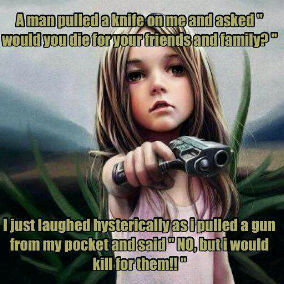 A man pulled a knife on me and asked "
would you die for your friends and family? "
I just laughed hysterically as i pulled a gun
from my pocket and said " NO, but i would
kill for them!! "